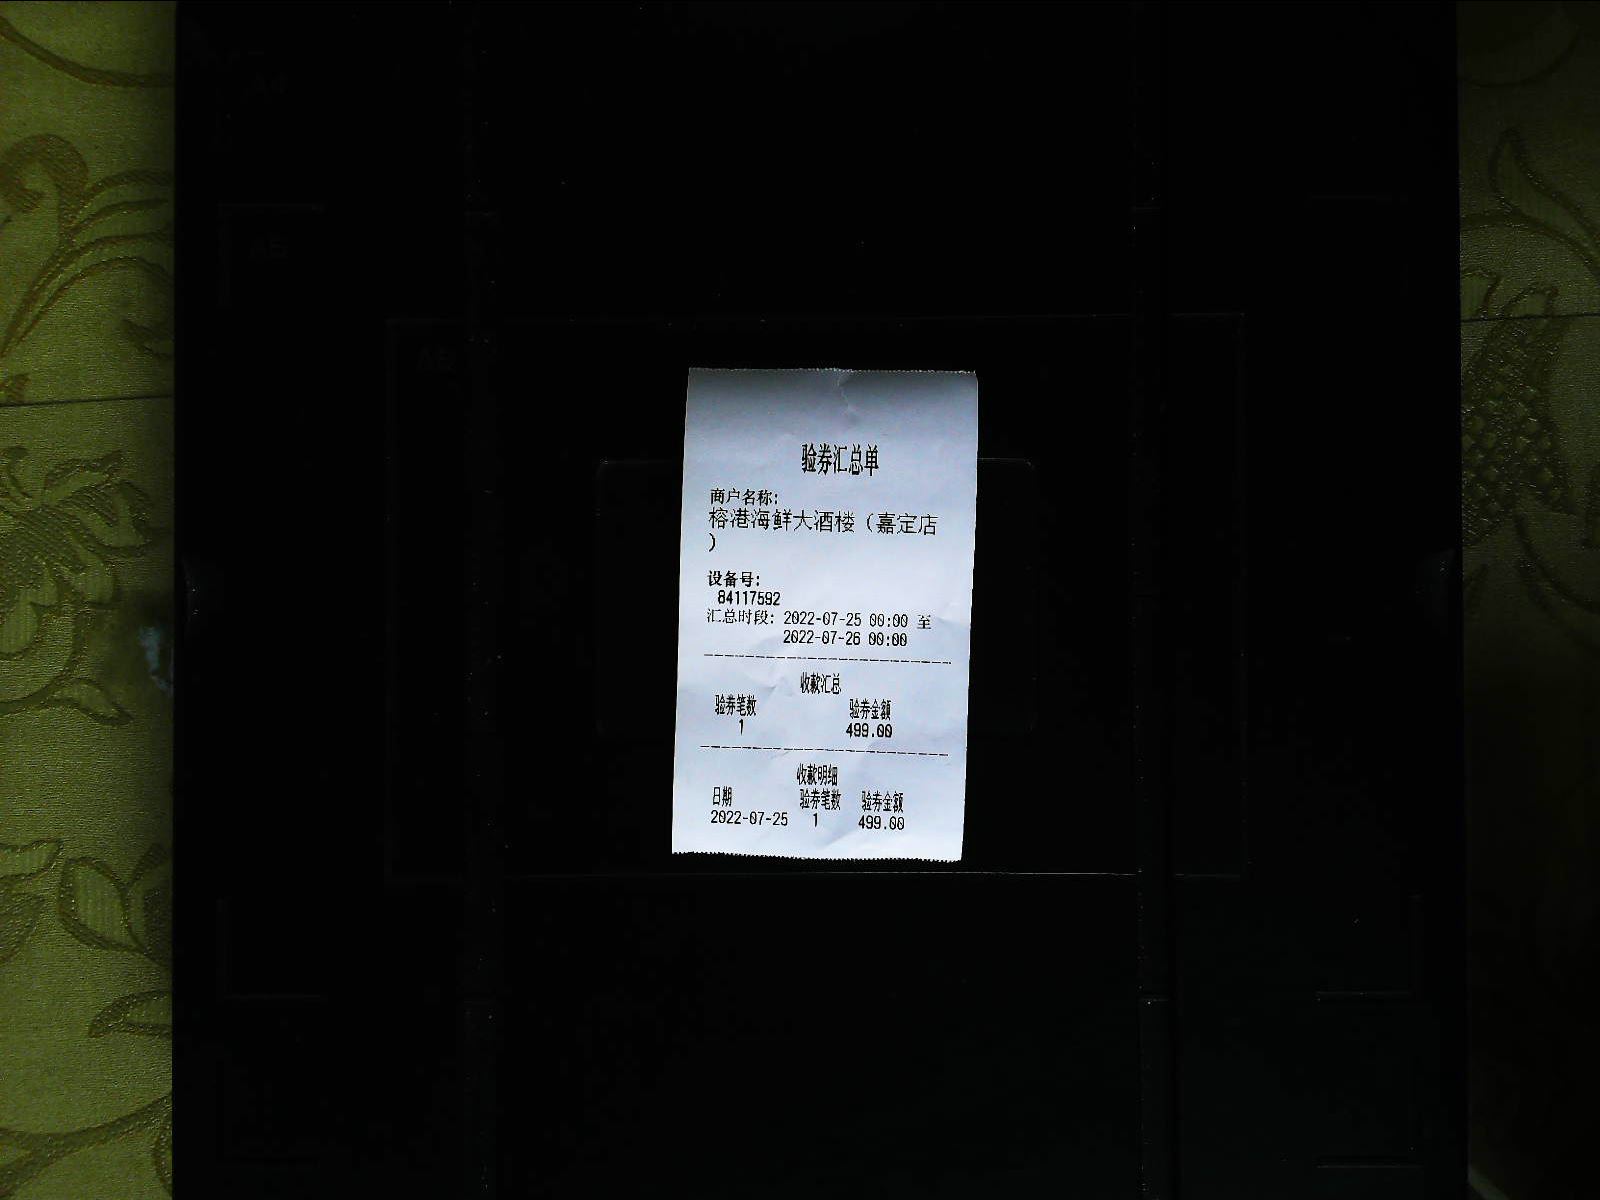 验券汇总单
商户名称:
榕港海鲜大酒楼（嘉定店
）
设备号:
84117592
汇总时段: 2022-07-25 00:00 至
2022-07-26 00:00
收款汇总
验券笔数 验券金额
1 499.00
收款明细
日期 验券笔数 验券金额
2022-07-25 1 499.00
A5